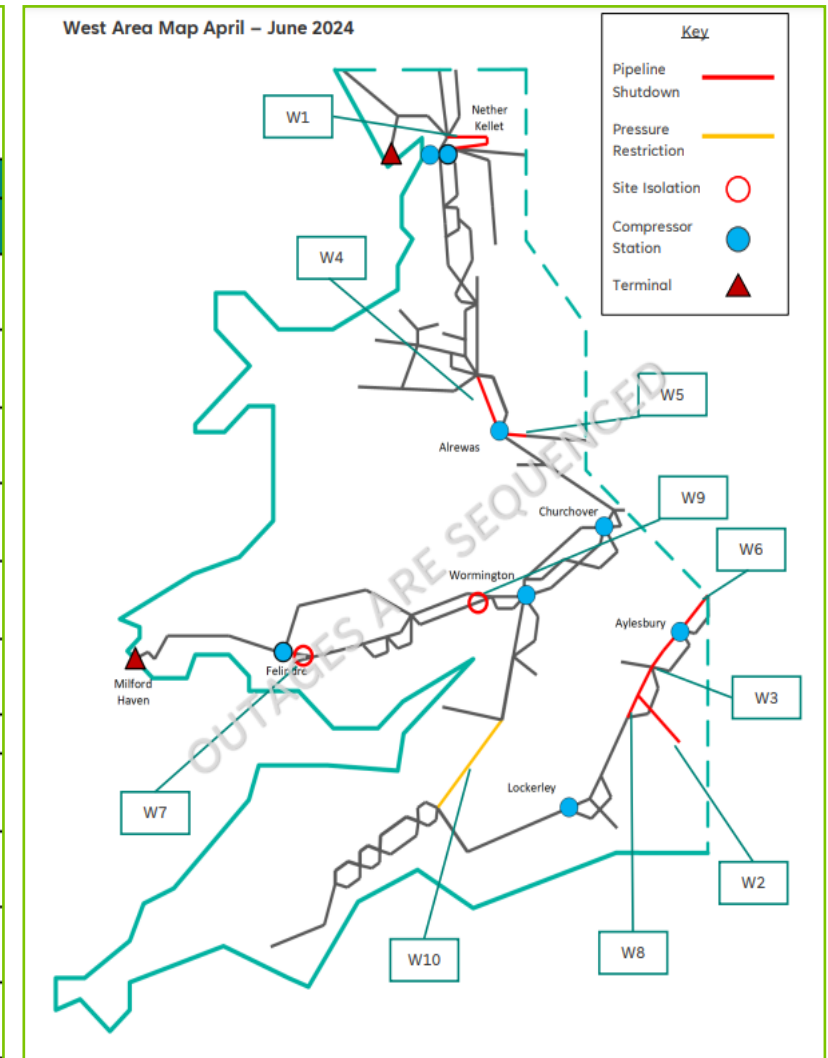 West Area Map April – June 2024
Key
Pipeline
Shutdown
Pressure
Restriction
Site Isolation
Compressor
Station
Terminal
W1
Nether
Kellet
W4
W5
Alrewas
W9
Churchover
W6
Wormington
Aylesbury
Felindre
Milford
Haven
W3
W7
Lockerley
W2
W8
W10
OUTAGES ARE SEQUENCED